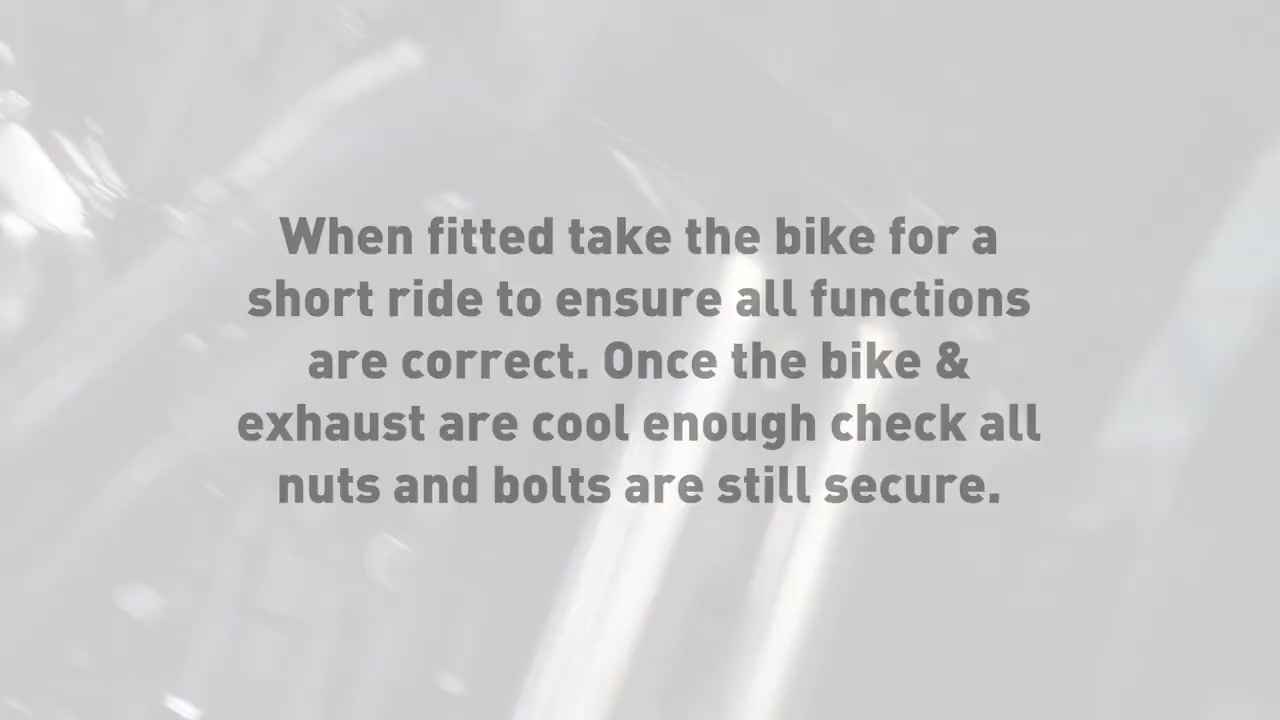 When fitted take the bike for a
short ride to ensure all functions
are correct. Once the bike &
exhaust are cool enough check all
nuts and bolts are still secure.